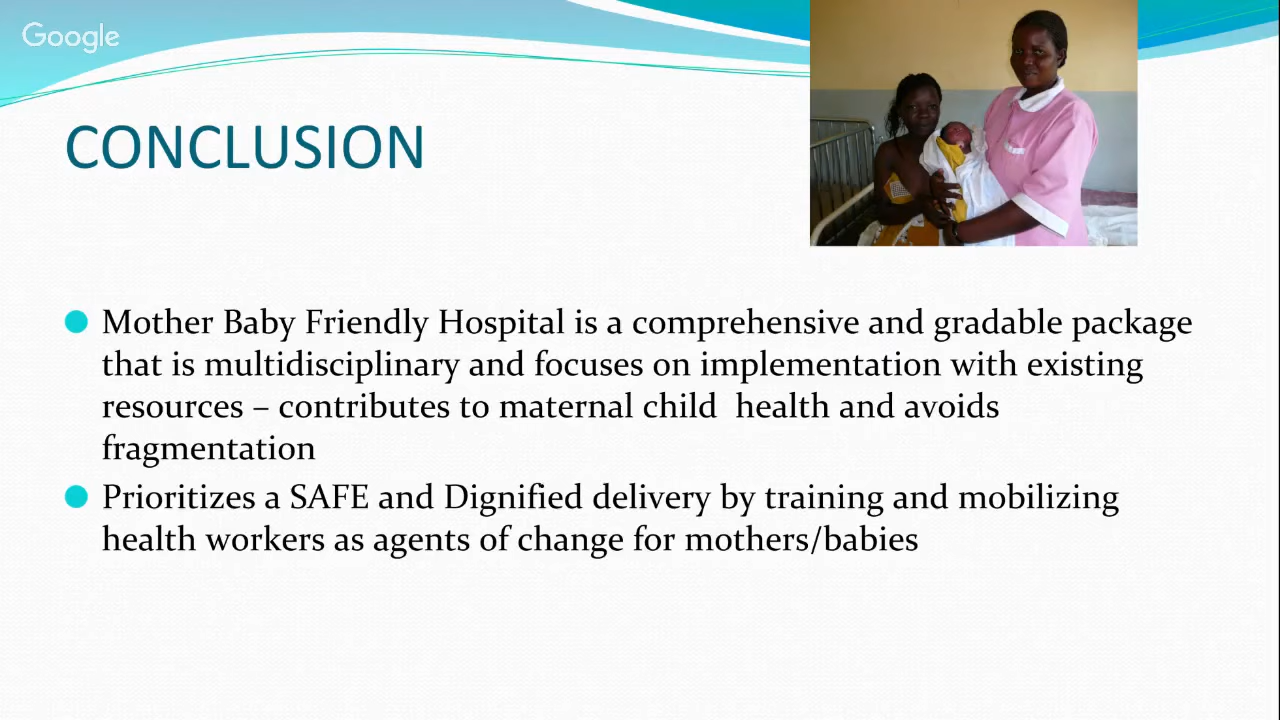 Google
CONCLUSION
Mother Baby Friendly Hospital is a comprehensive and gradable package
that is multidisciplinary and focuses on implementation with existing
resources – contributes to maternal child  health and avoids
fragmentation
Prioritizes a SAFE and Dignified delivery by training and mobilizing
health workers as agents of change for mothers/babies